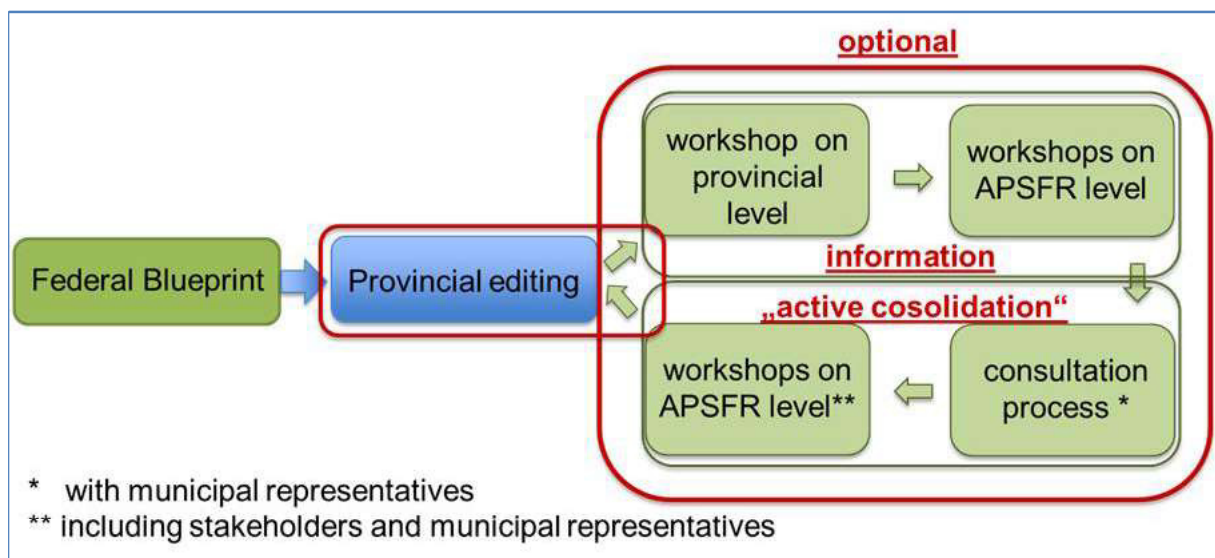 optional
workshop on
provincial
level
workshops on
APSFR level
information
Federal Blueprint
Provincial editing
„active cosolidation“
workshops on
APSFR level**
consultation
process *
* with municipal representatives
** including stakeholders and municipal representatives